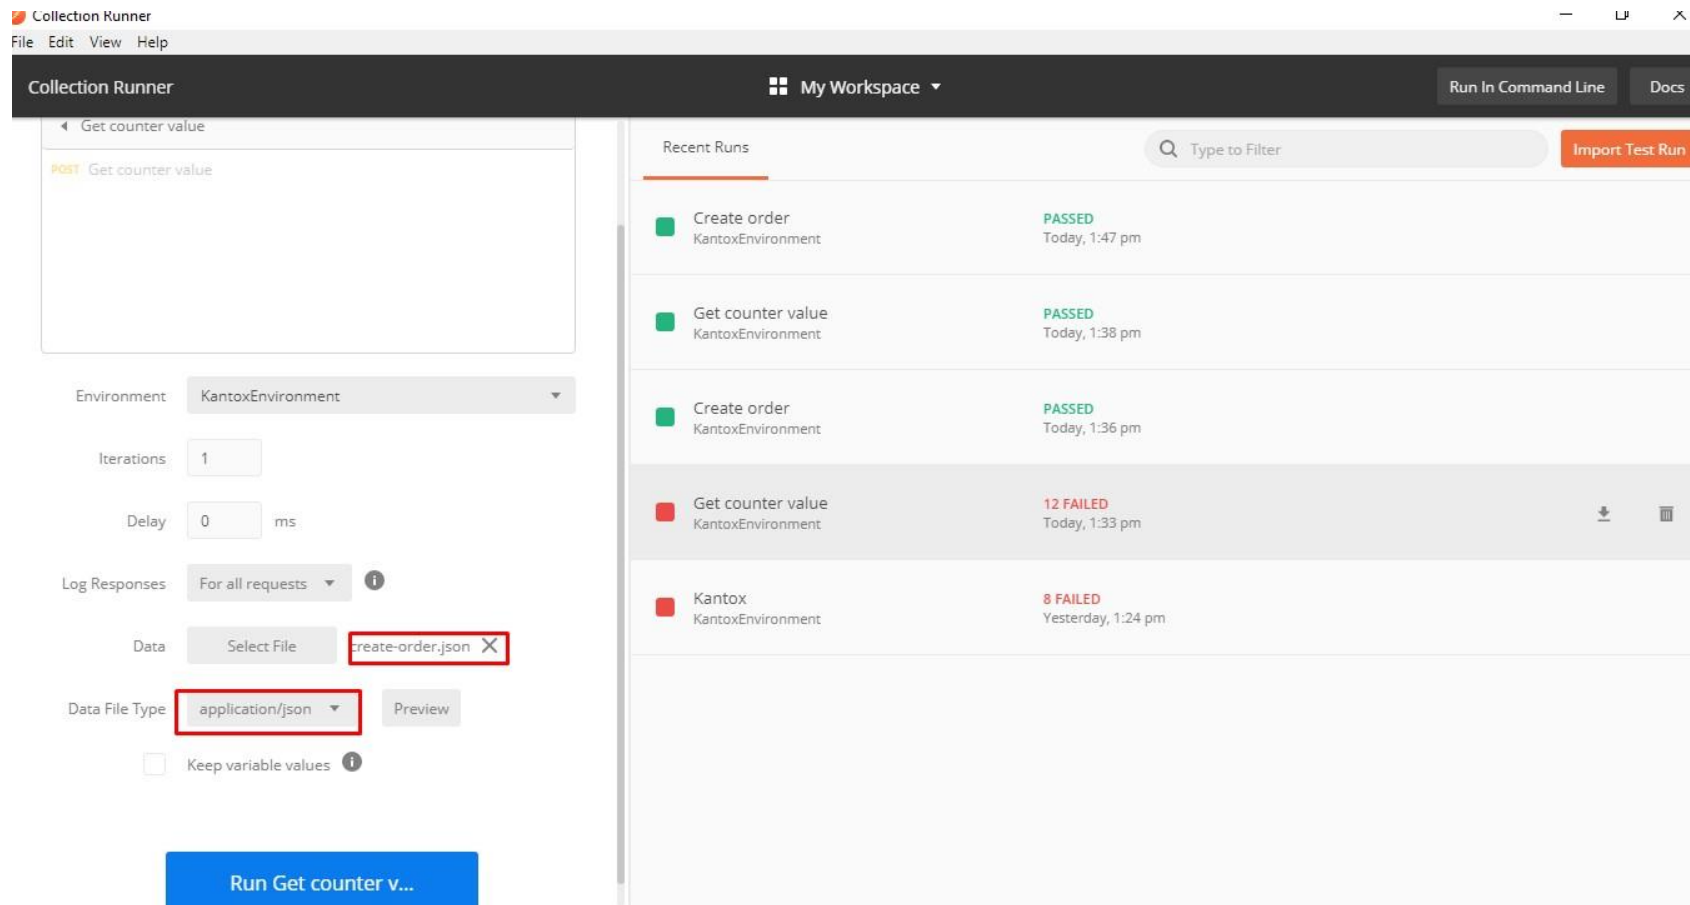 Collection Runner
File Edit View Help
Collection Runner
My Workspace
Run In Command Line
Docs
Get counter value
POST Get counter value
Environment KantoxEnvironment
Iterations 1
Delay 0 ms
Log Responses For all requests
Data Select File create-order.json
Data File Type application/json Preview
Keep variable values
Run Get counter v...
Recent Runs
Type to Filter
Import Test Run
Create order PASSED
KantoxEnvironment Today, 1:47 pm
Get counter value PASSED
KantoxEnvironment Today, 1:38 pm
Create order PASSED
KantoxEnvironment Today, 1:36 pm
Get counter value 12 FAILED
KantoxEnvironment Today, 1:33 pm
Kantox 8 FAILED
KantoxEnvironment Yesterday, 1:24 pm